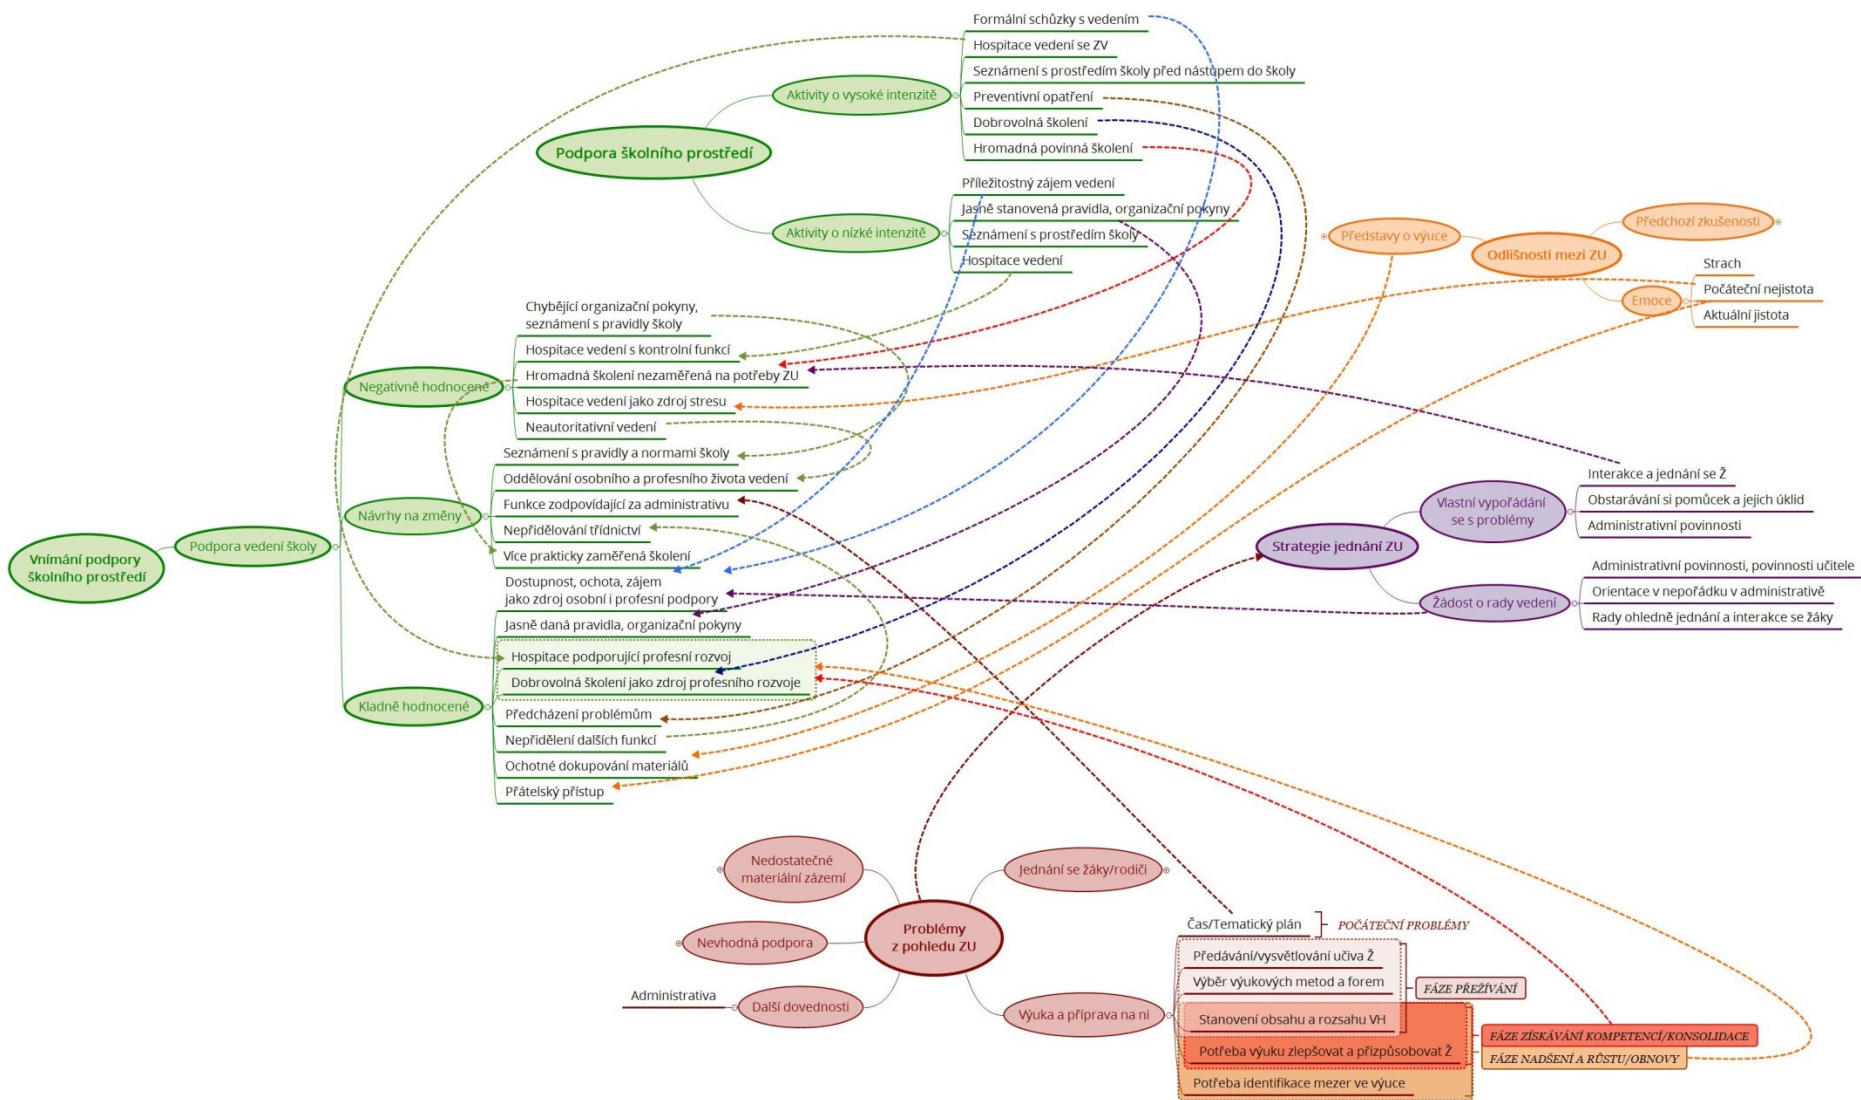 Formální schůzky s vedením
Hospitace vedení se ZV
Seznámení s prostředím školy před nástupem do školy
Aktivity o vysoké intenzitě
Preventivní opatření
Dobrovolná školení
Hromadná povinná školení
Podpora školního prostředí
Příležitostný zájem vedení
Jasně stanovená pravidla, organizační pokyny
Aktivity o nízké intenzitě
Seznámení s prostředím školy
Hospitace vedení
Představy o výuce
Předchozí zkušenosti
Odlišnosti mezi ZU
Strach
Emoce
Počáteční nejistota
Aktuální jistota
Chybějící organizační pokyny,
seznámení s pravidly školy
Hospitace vedení s kontrolní funkcí
Negativně hodnocené
Hromadná školení nezaměřená na potřeby ZU
Hospitace vedení jako zdroj stresu
Neautoritativní vedení
Seznámení s pravidly a normami školy
Oddělování osobního a profesního života vedení
Návrhy na změny
Funkce zodpovídající za administrativu
Nepřidělování třídnictví
Více prakticky zaměřená školení
Vnímání podpory
školního prostředí
Podpora vedení školy
Dostupnost, ochota, zájem
jako zdroj osobní i profesní podpory
Jasně daná pravidla, organizační pokyny
Hospitace podporující profesní rozvoj
Dobrovolná školení jako zdroj profesního rozvoje
Kladně hodnocené
Předcházení problémům
Nepřidělení dalších funkcí
Ochotné dokupování materiálů
Přátelský přístup
Interakce a jednání se Ž
Vlastní vypořádání
se s problémy
Obstarávání si pomůcek a jejich úklid
Administrativní povinnosti
Strategie jednání ZU
Administrativní povinnosti, povinnosti učitele
Žádost o rady vedení
Orientace v nepořádku v administrativě
Rady ohledně jednání a interakce se žáky
Nedostatečné
materiální zázemí
Jednání se žáky/rodiči
Problémy
z pohledu ZU
Nevhodná podpora
Administrativa
Další dovednosti
Výuka a příprava na ni
Čas/Tematický plán
POČÁTEČNÍ PROBLÉMY
Předávání/vysvětlování učiva Ž
Výběr výukových metod a forem
FÁZE PŘEŽÍVÁNÍ
Stanovení obsahu a rozsahu VH
FÁZE ZÍSKÁVÁNÍ KOMPETENCÍ/KONSOLIDACE
Potřeba výuku zlepšovat a přizpůsobovat Ž
FÁZE NADŠENÍ A RŮSTU/OBNOVY
Potřeba identifikace mezer ve výuce